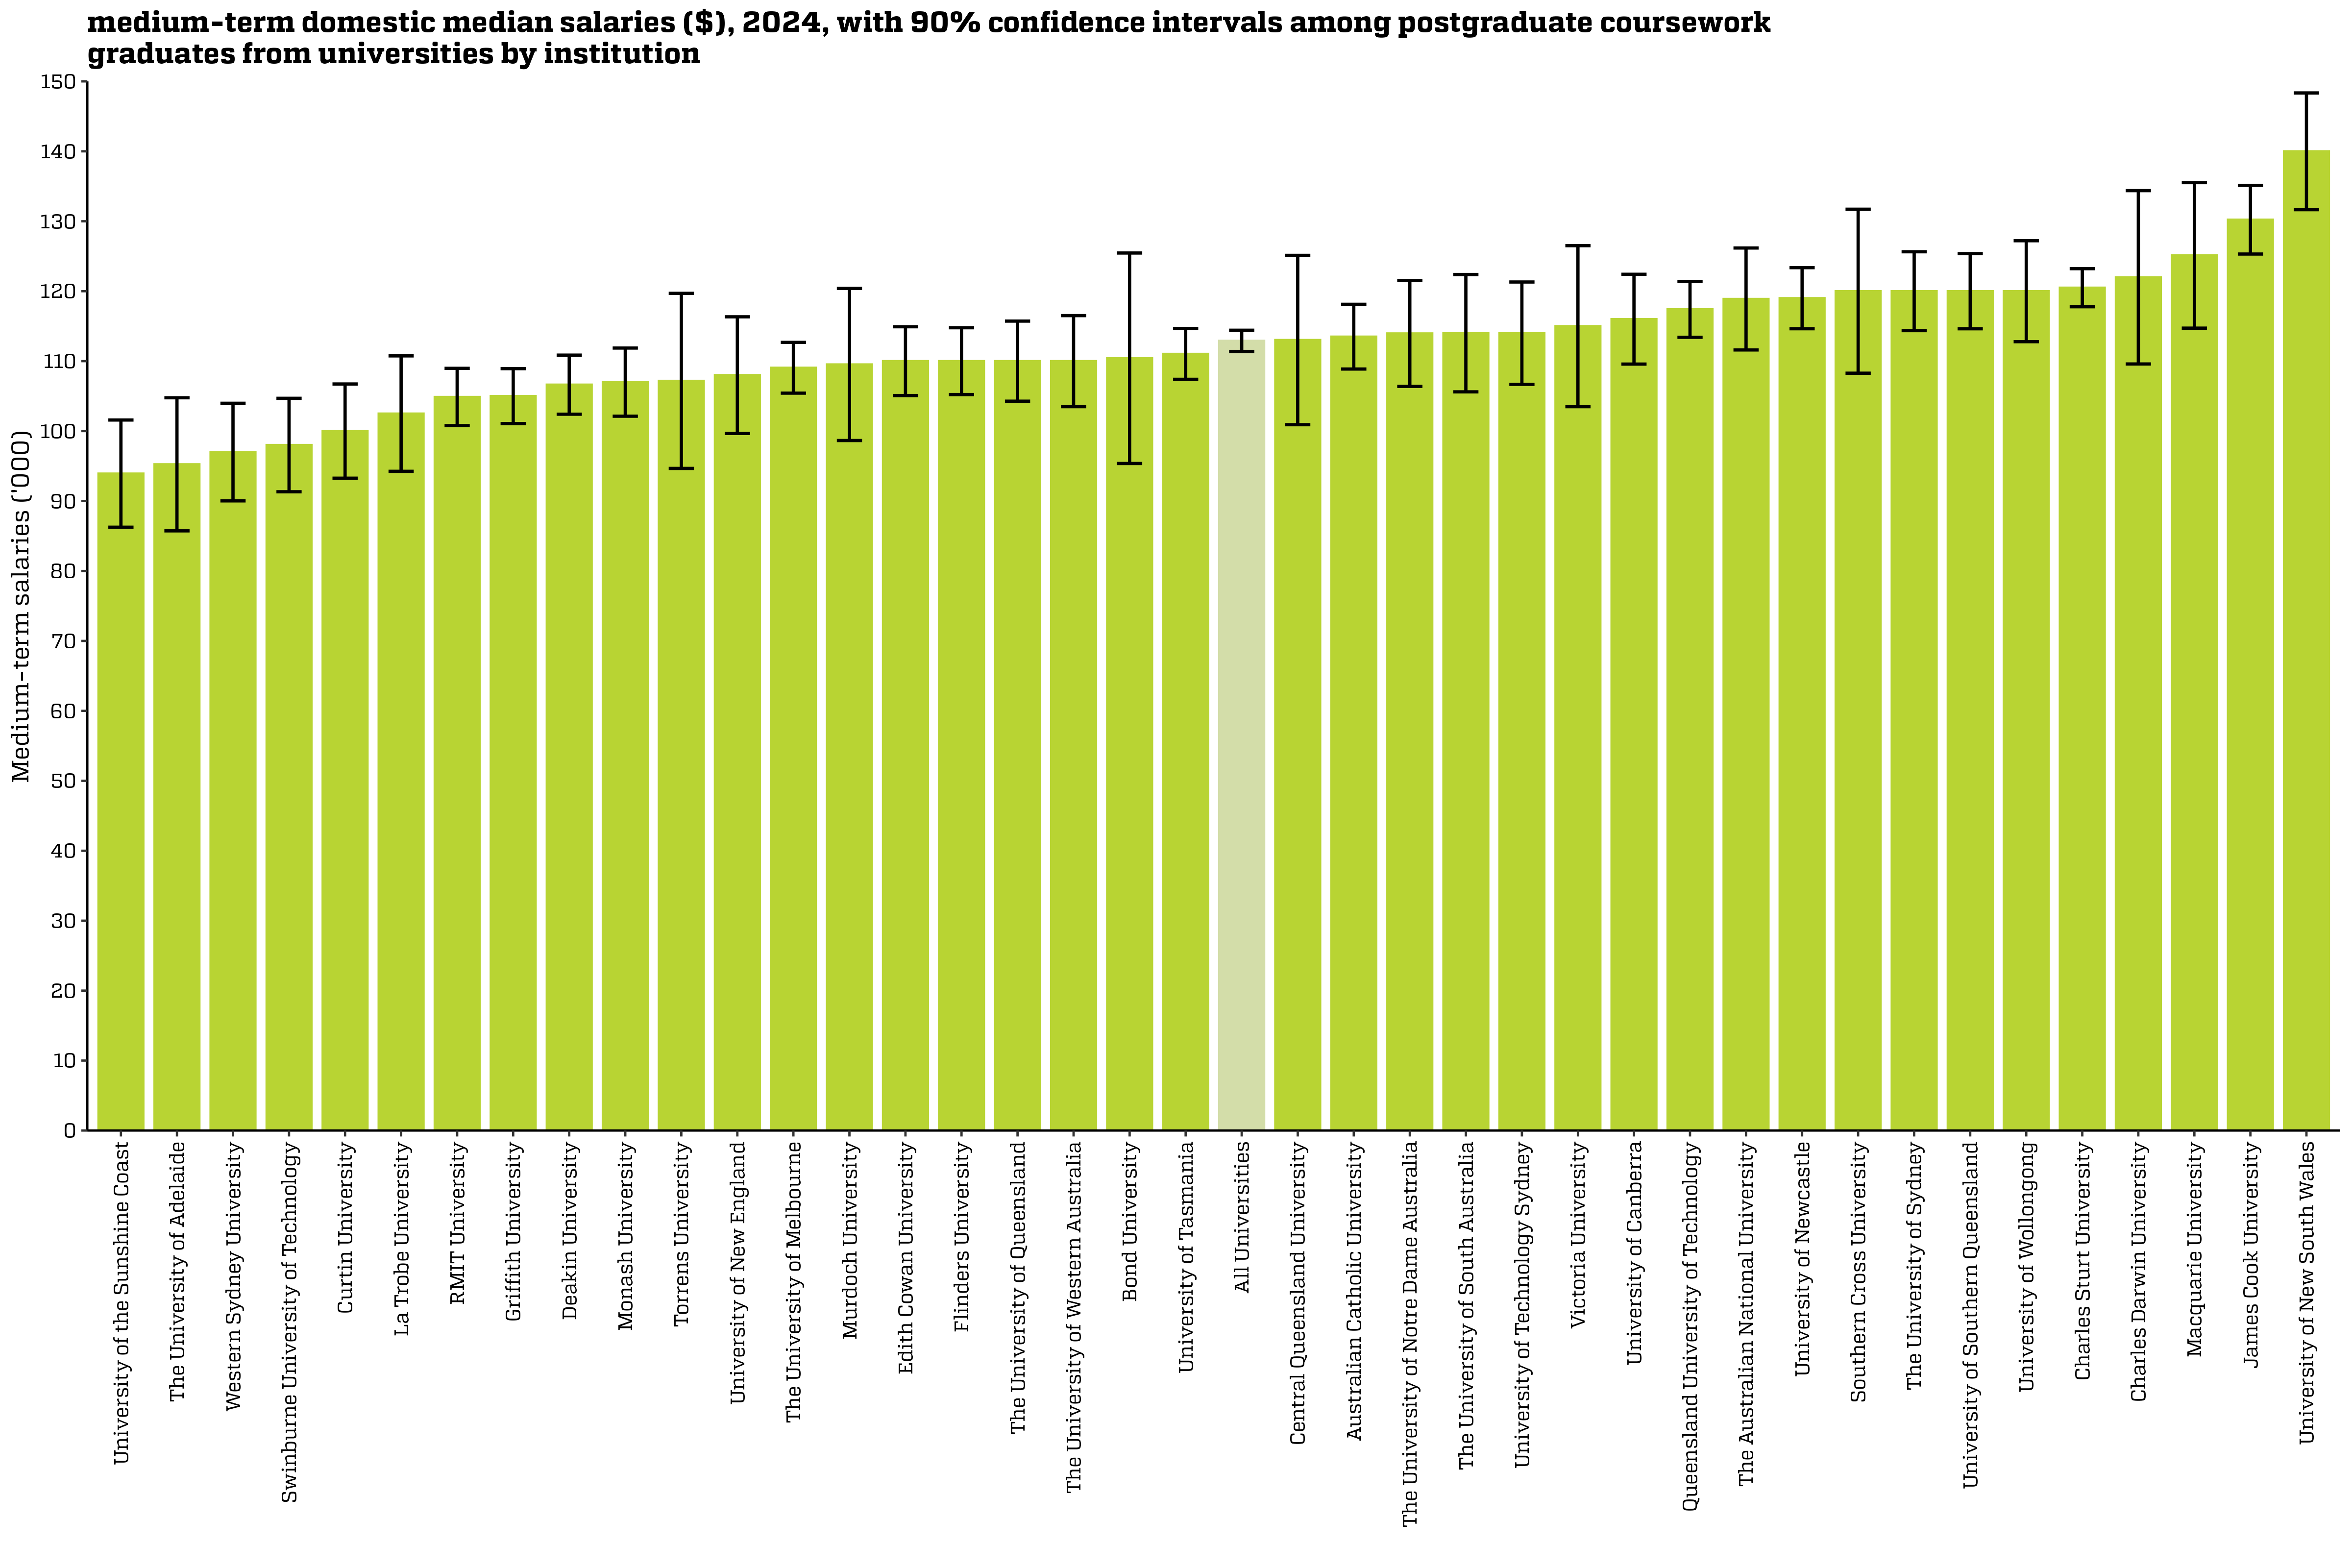 medium-term domestic median salaries ($), 2024, with 90% confidence intervals among postgraduate coursework
graduates from universities by institution
Medium-term salaries ('000)
150
140
130
120
110
100
90
80
70
60
50
40
30
20
10
0
University of the Sunshine Coast
The University of Adelaide
Western Sydney University
Swinburne University of Technology
Curtin University
La Trobe University
RMIT University
Griffith University
Deakin University
Monash University
Torrens University
University of New England
The University of Melbourne
Murdoch University
Edith Cowan University
Flinders University
The University of Queensland
The University of Western Australia
Bond University
University of Tasmania
All Universities
Central Queensland University
Australian Catholic University
The University of Notre Dame Australia
The University of South Australia
University of Technology Sydney
Victoria University
University of Canberra
Queensland University of Technology
The Australian National University
University of Newcastle
Southern Cross University
The University of Sydney
University of Southern Queensland
University of Wollongong
Charles Sturt University
Charles Darwin University
Macquarie University
James Cook University
University of New South Wales